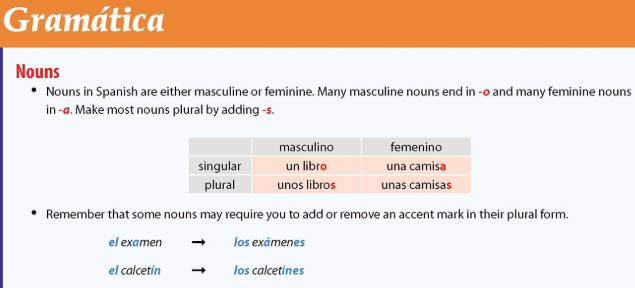 Gramática
Nouns
• Nouns in Spanish are either masculine or feminine. Many masculine nouns end in -o and many feminine nouns
in -a. Make most nouns plural by adding -s.
masculino femenino
singular un libro una camisa
plural unos libros unas camisas
• Remember that some nouns may require you to add or remove an accent mark in their plural form.
el examen → los exámenes
el calcetín → los calcetines